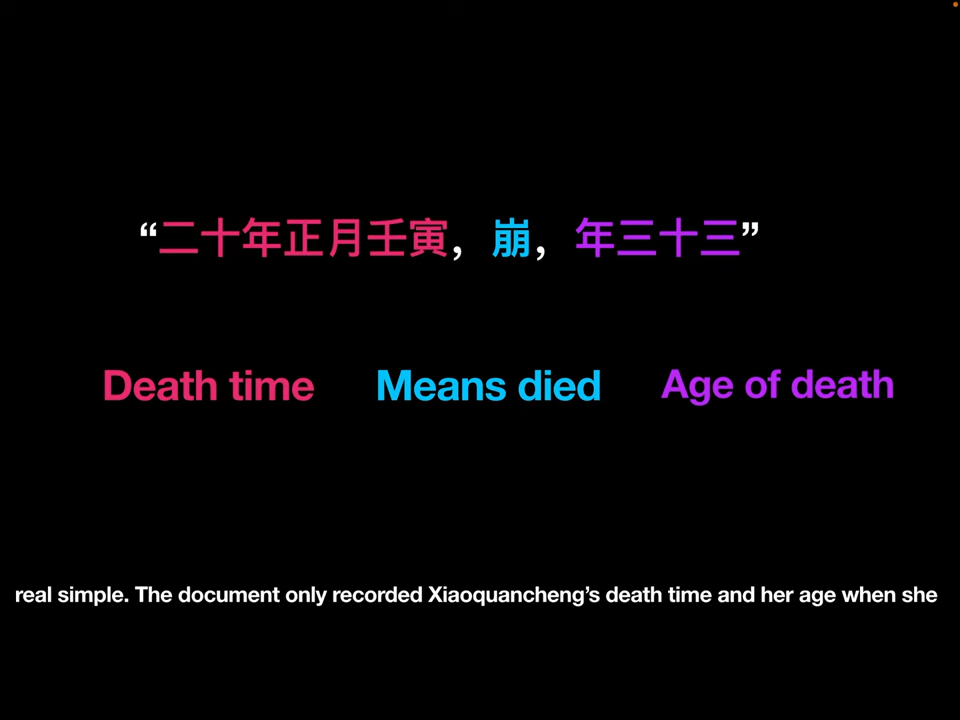 “二十年正月壬寅，崩，年三十三”
Death time Means died Age of death
real simple. The document only recorded Xiaoquancheng’s death time and her age when she